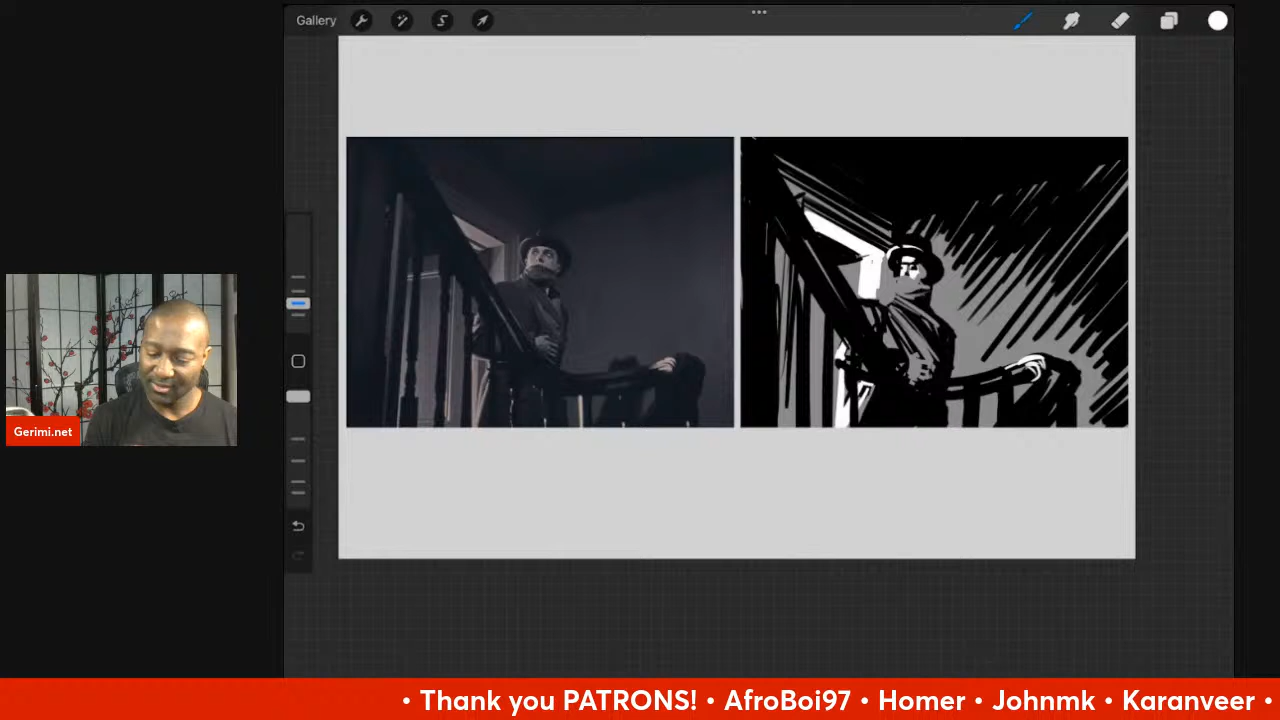 Gallery
Gerimi.net
• Thank you PATRONS! • AfroBoi97 • Homer • Johnmk • Karanveer •